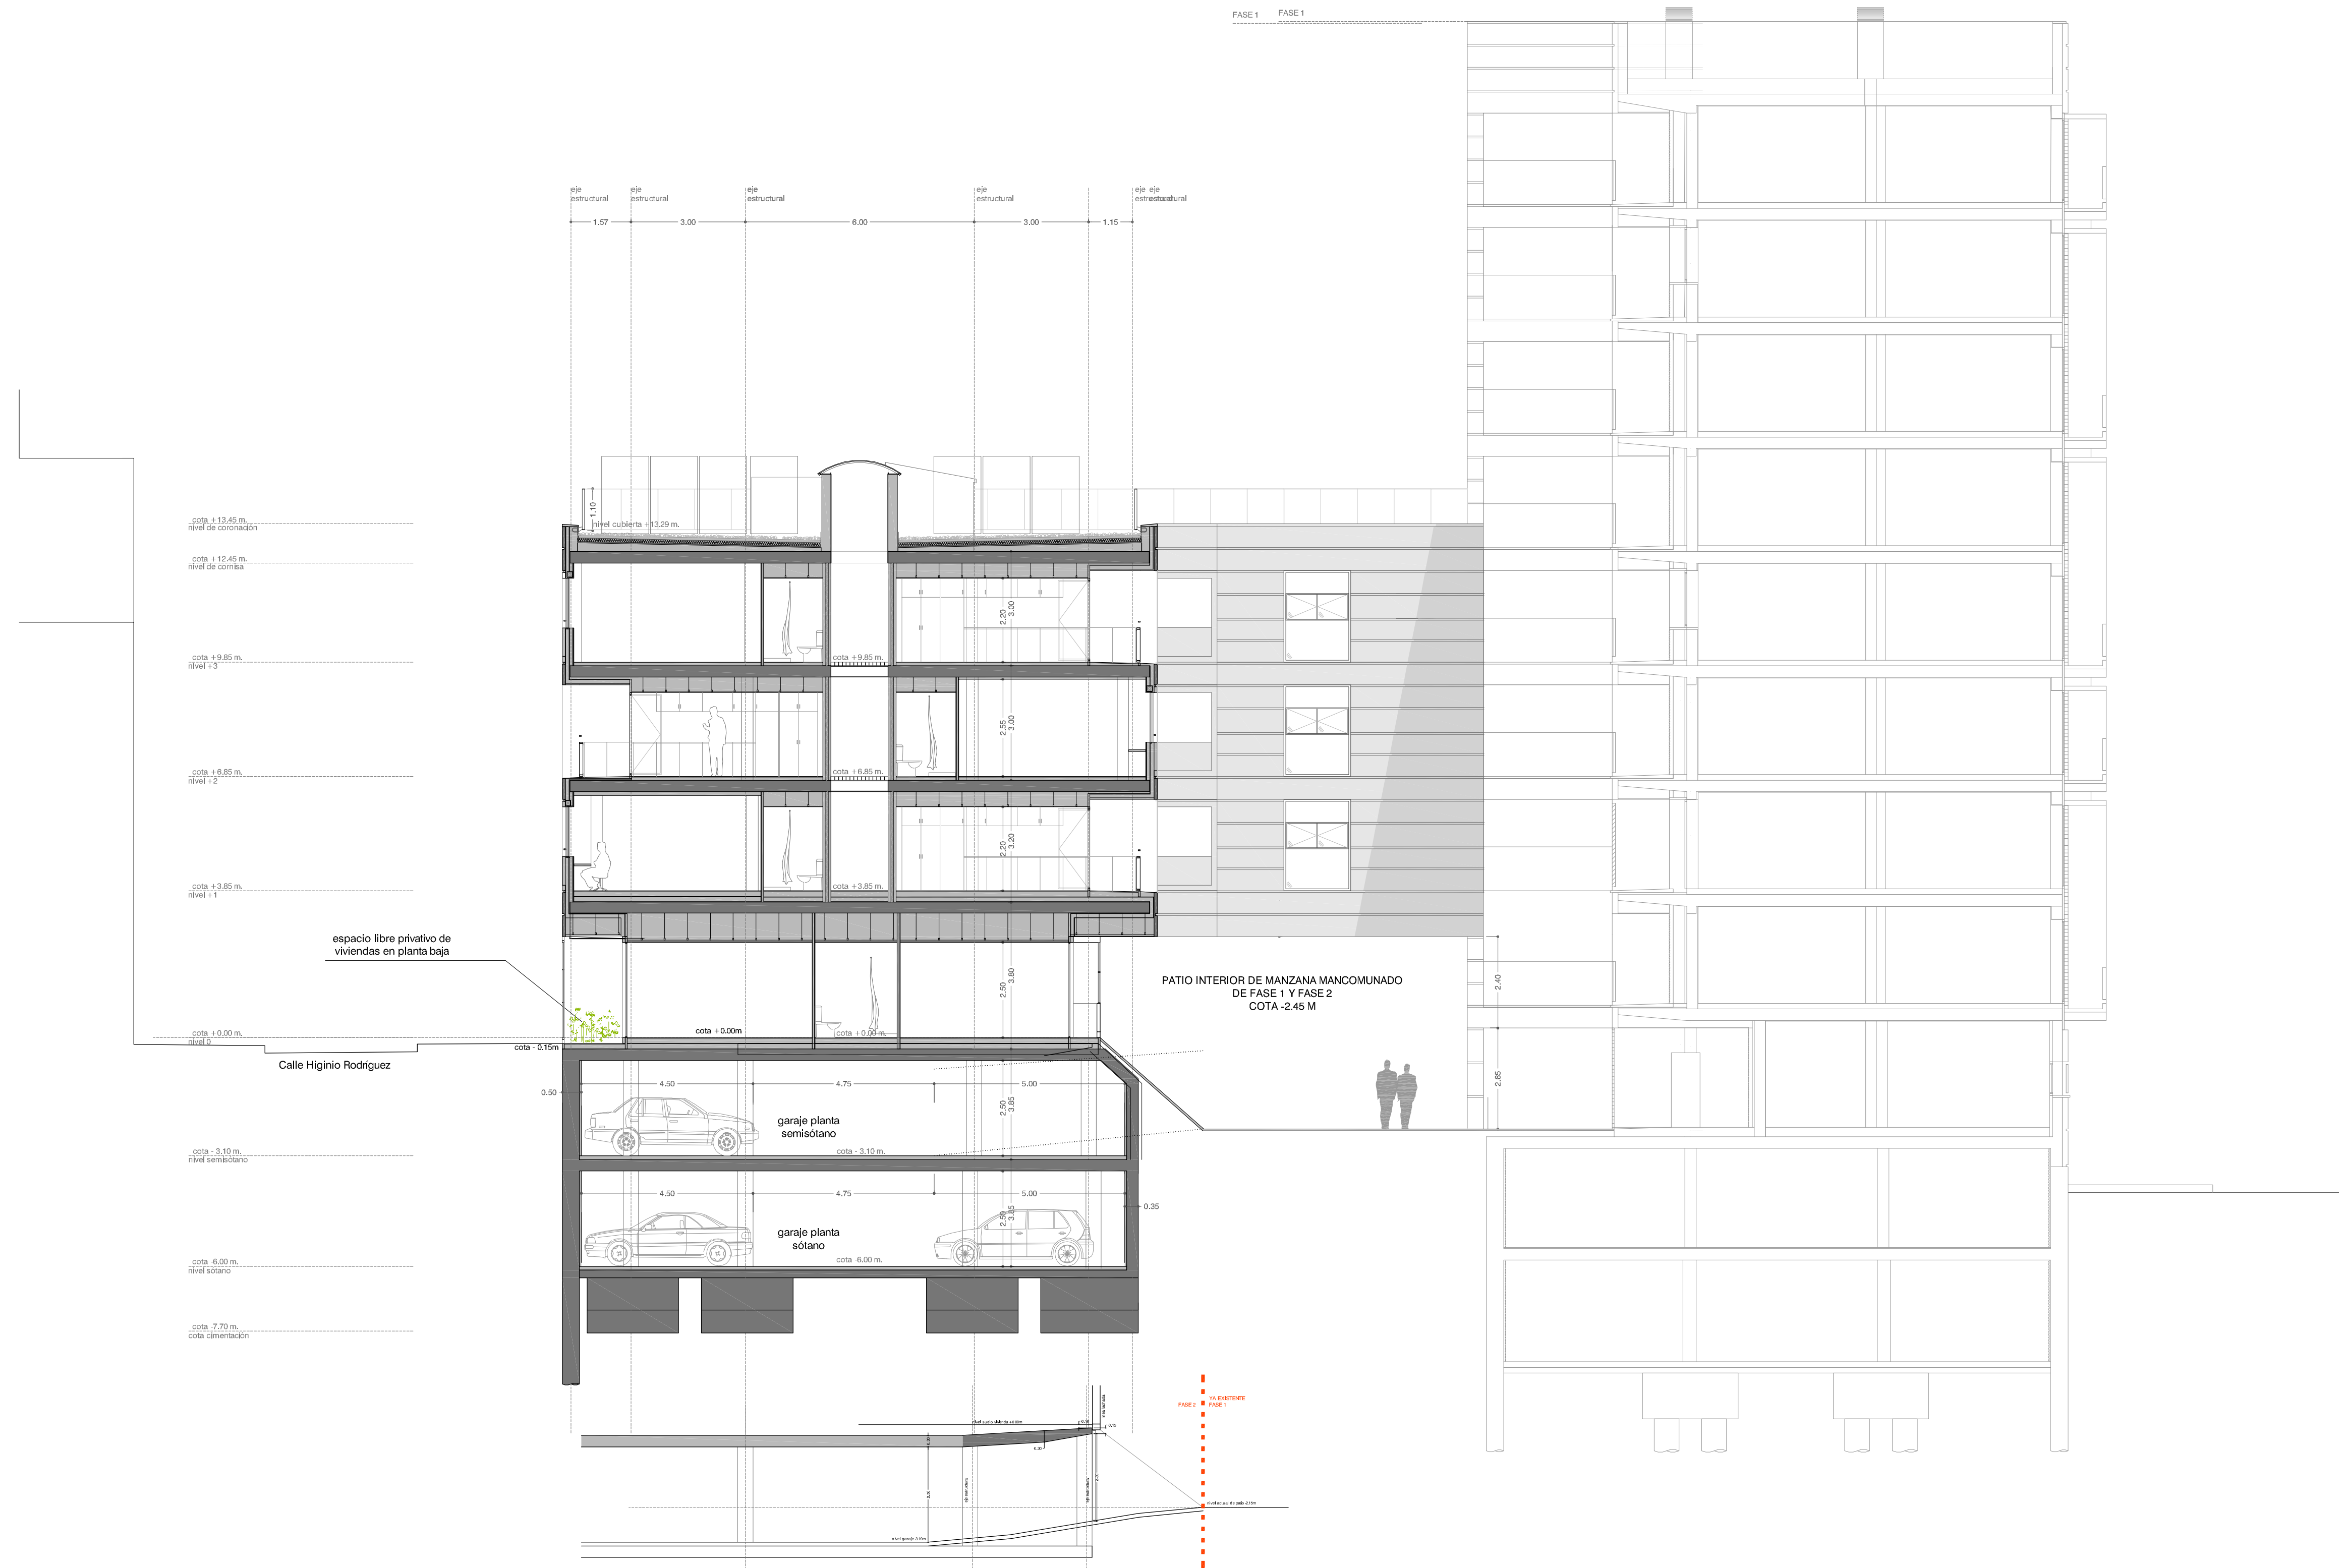 FASE 1
FASE 1
eje
estructural
eje
estructural
eje
estructural
eje
estructural
eje eje
1.57
3.00
6.00
3.00
1.15
cota +13.45 m.
nivel de coronación
1.10
nivel cubierta +13.29 m.
cota +12.45 m.
nivel de cornisa
2.20
3.00
cota +9.85 m.
nivel +3
cota +9.85 m.
2.55
3.00
cota +6.85 m.
nivel +2
cota +6.85 m.
2.20
3.20
cota +3.85 m.
nivel +1
cota +3.85 m.
espacio libre privativo de
viviendas en planta baja
2.50
3.80
PATIO INTERIOR DE MANZANA MANCOMUNADO
DE FASE 1 Y FASE 2
COTA -2.45 M
2.40
cota +0.00 m.
nivel 0
cota +0.00m
cota +0.00 m.
cota - 0.15m
Calle Higinio Rodríguez
0.50
4.50
4.75
5.00
2.50
3.85
2.65
garaje planta
semisótano
cota - 3.10 m.
nivel semisótano
cota - 3.10 m.
4.50
4.75
5.00
2.50
3.85
0.35
garaje planta
sótano
cota -6.00 m.
nivel sótano
cota -6.00 m.
cota -7.70 m.
cota cimentación
FASE 2
YA EXISTENTE
FASE 1